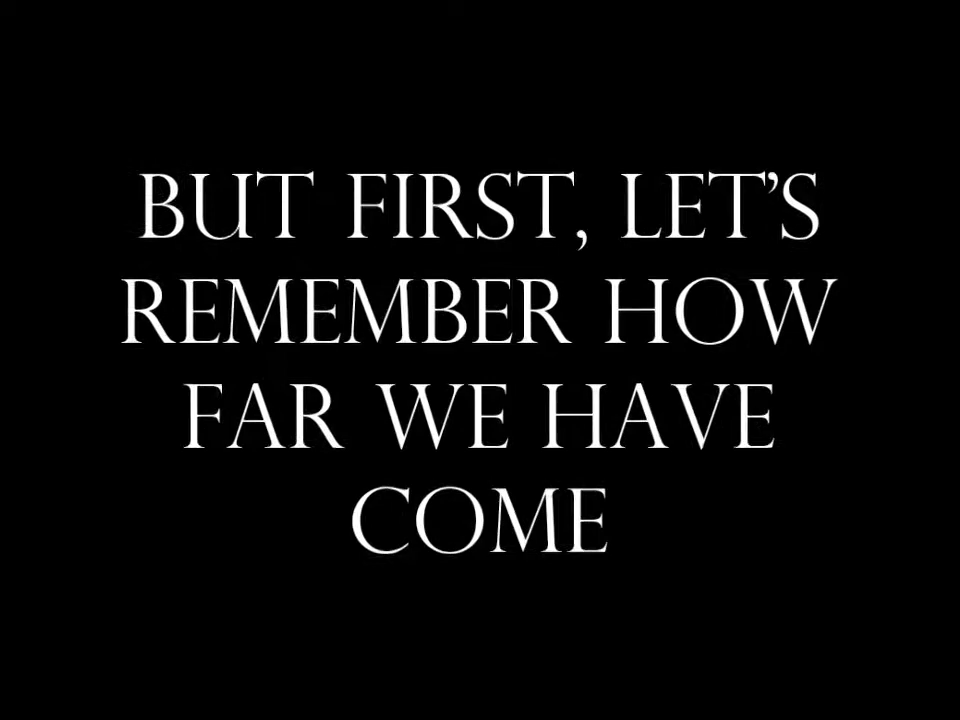 BUT FIRST, LET’S
REMEMBER HOW
FAR WE HAVE
COME